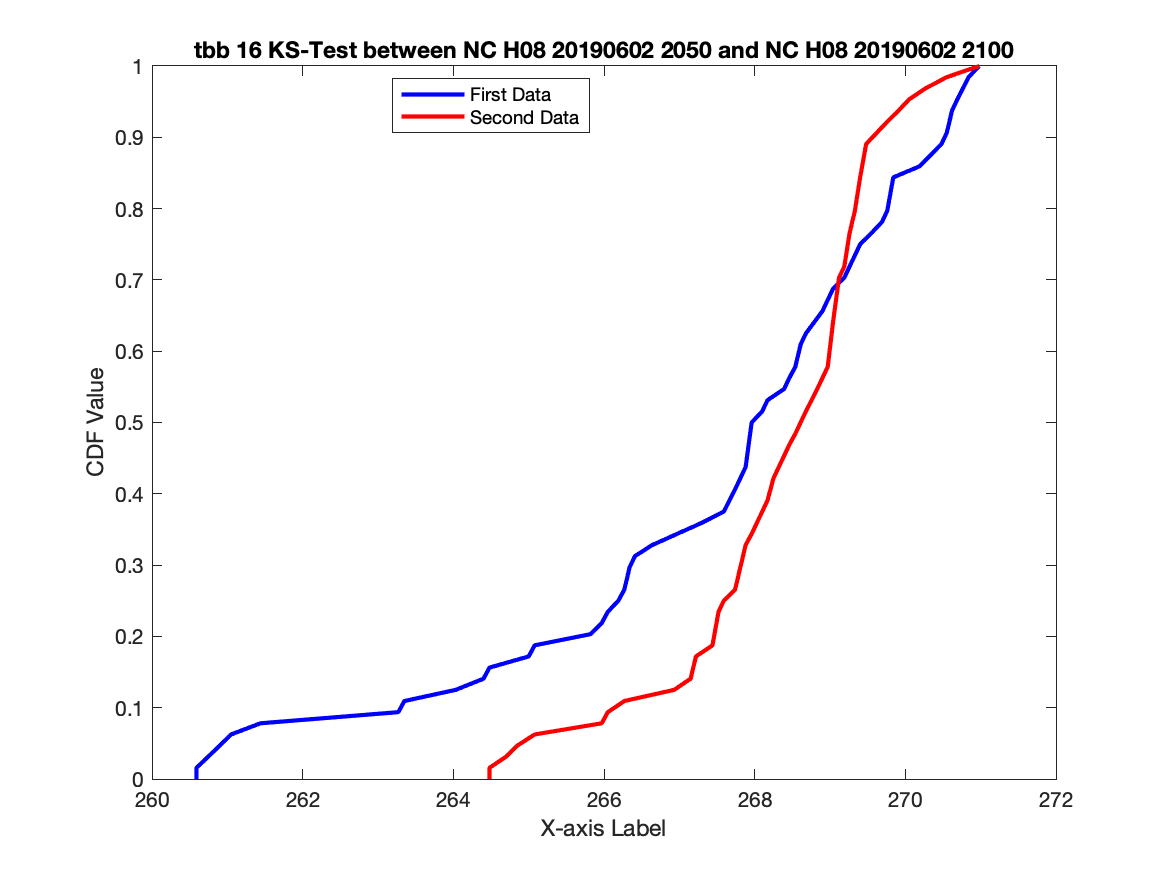 tbb 16 KS-Test between NC H08 20190602 2050 and NC H08 20190602 2100
First Data
Second Data
CDF Value
1
0.9
0.8
0.7
0.6
0.5
0.4
0.3
0.2
0.1
0
260 262 264 266 268 270 272
X-axis Label